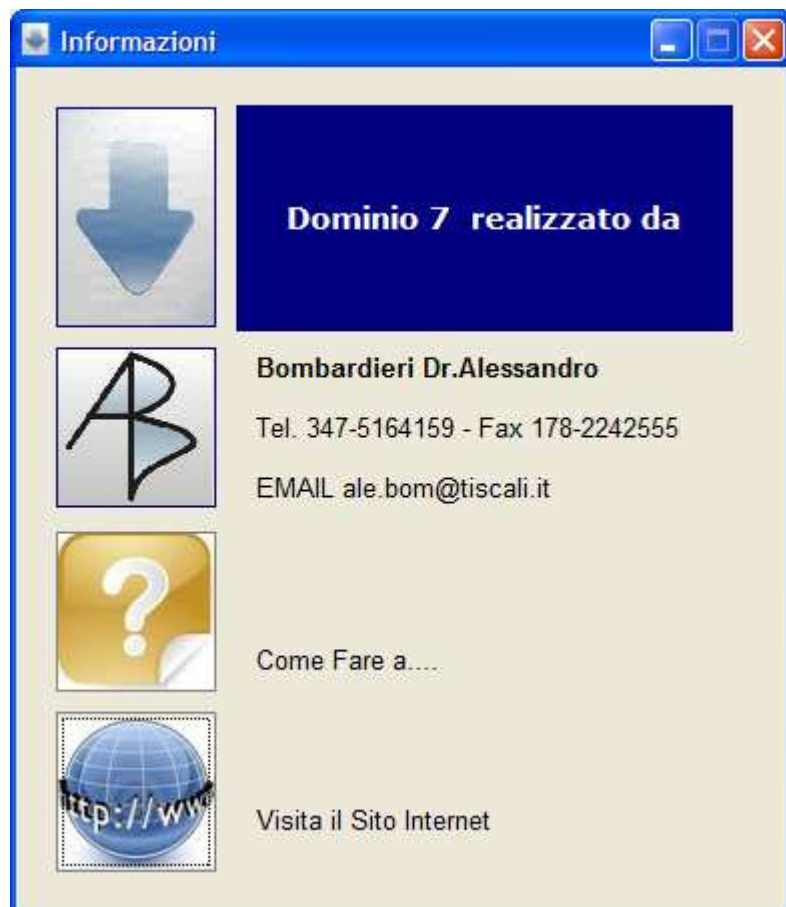 Informazioni
Dominio 7 realizzato da
Bombardieri Dr.Alessandro
Tel. 347-5164159 - Fax 178-2242555
EMAIL ale.bom@tiscali.it
?
Come Fare a....
http://www
Visita il Sito Internet